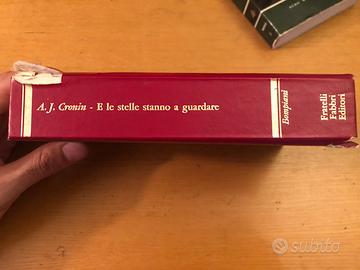 A. J. Cronin - E le stelle stanno a guardare
Bompiani
Fratelli
Fabbri
Editori
subito